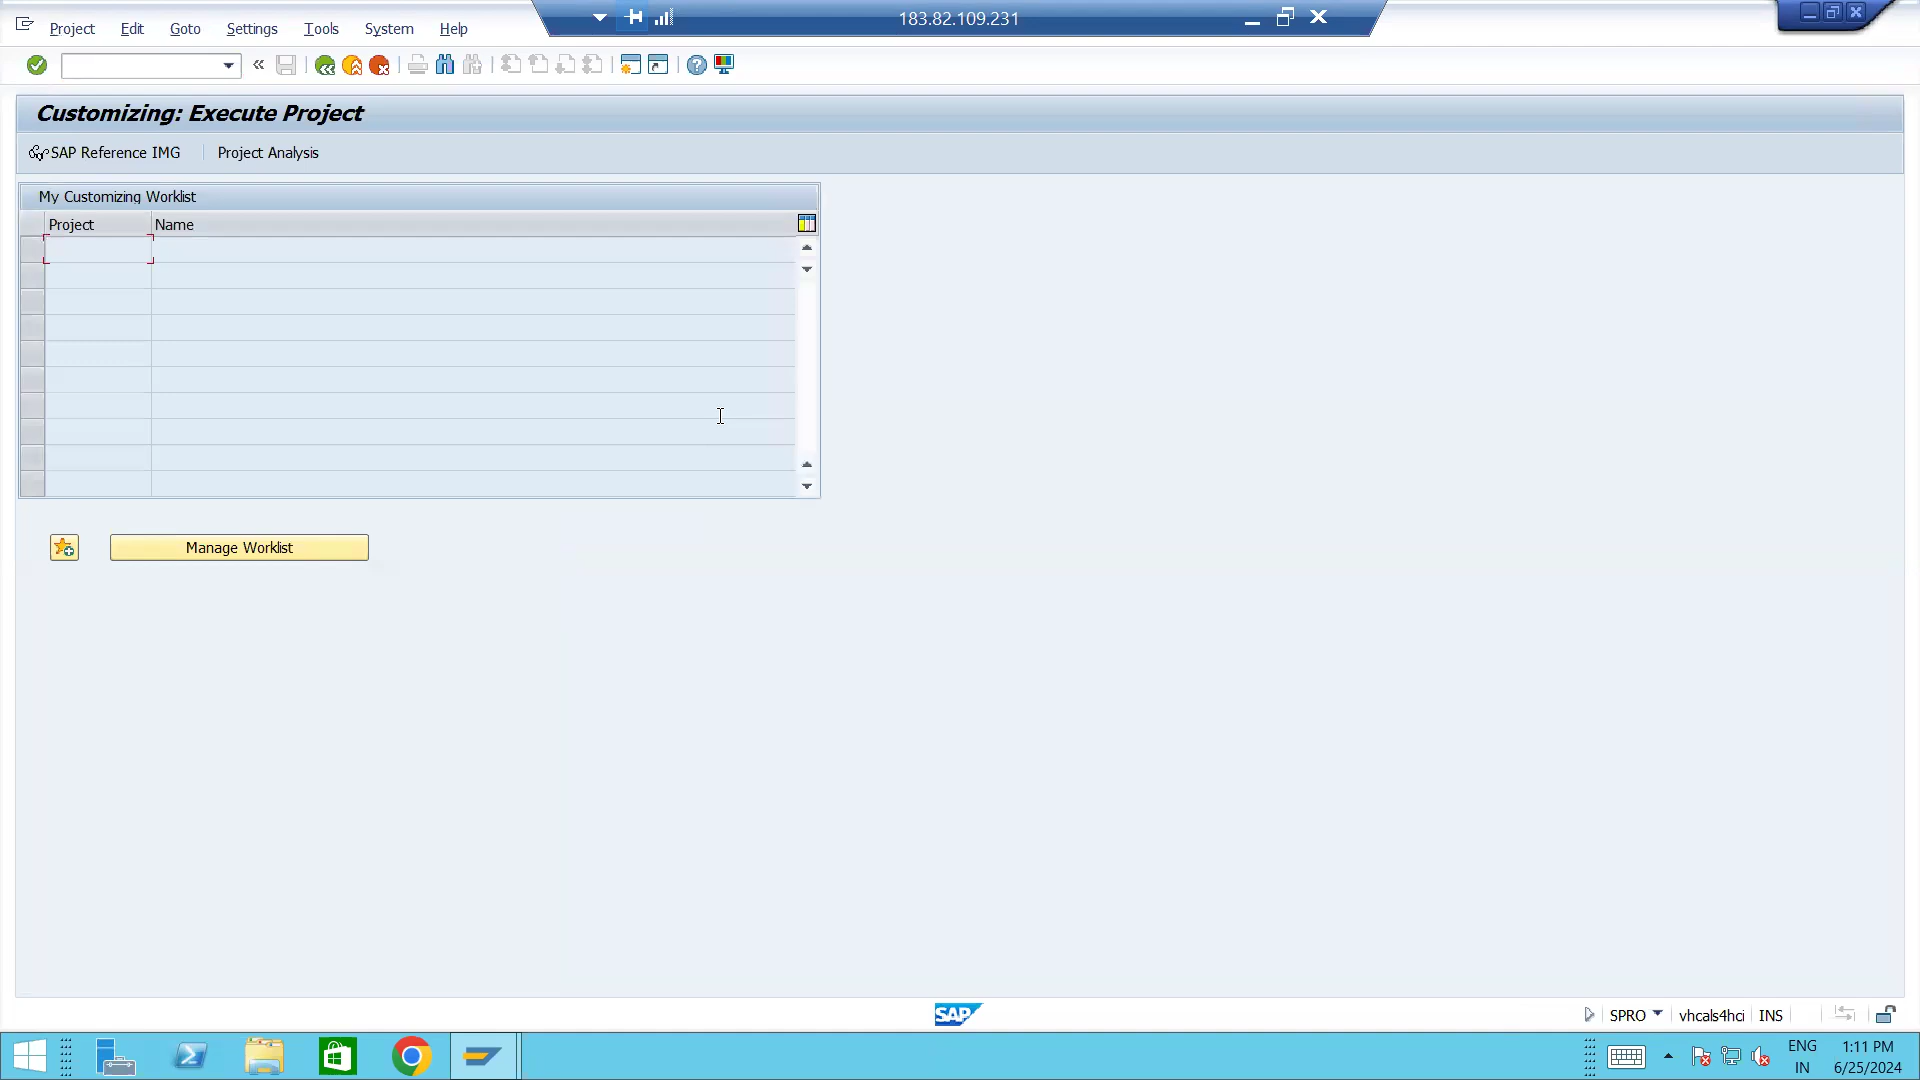 183.82.109.231
Project Edit Goto Settings Tools System Help
Customizing: Execute Project
SAP Reference IMG Project Analysis
My Customizing Worklist
Project Name
Manage Worklist
SAP
SPRO vhcals4hci INS
ENG 1:11 PM
IN 6/25/2024